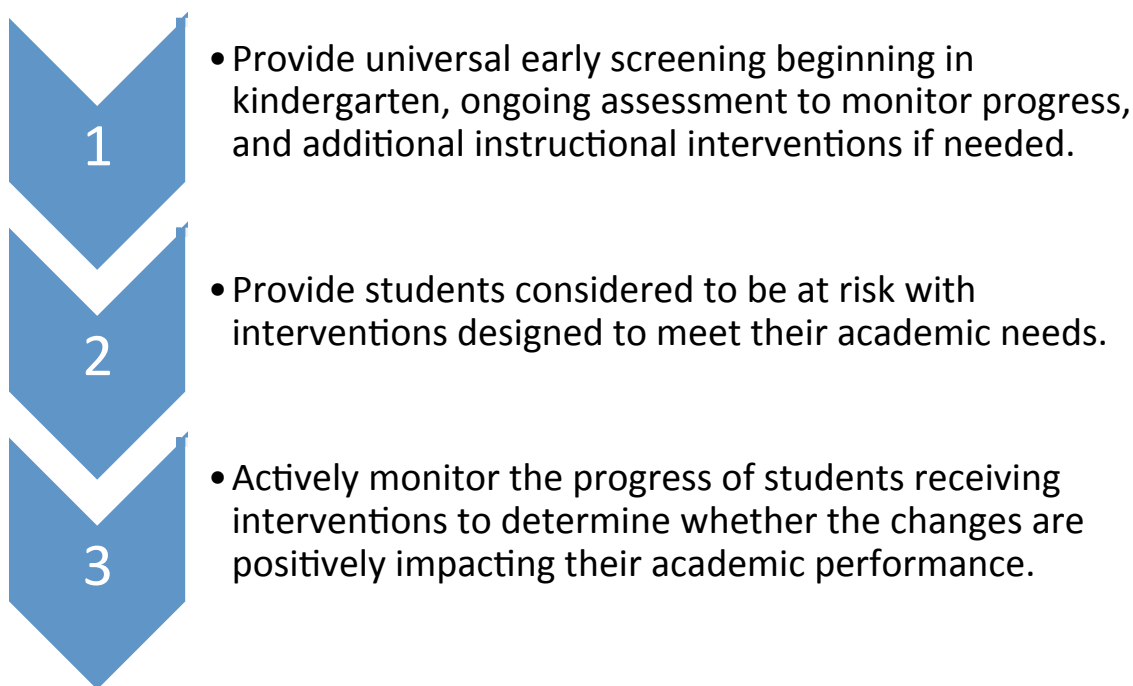 1
• Provide universal early screening beginning in
kindergarten, ongoing assessment to monitor progress,
and additional instructional interventions if needed.
2
• Provide students considered to be at risk with
interventions designed to meet their academic needs.
3
• Actively monitor the progress of students receiving
interventions to determine whether the changes are
positively impacting their academic performance.